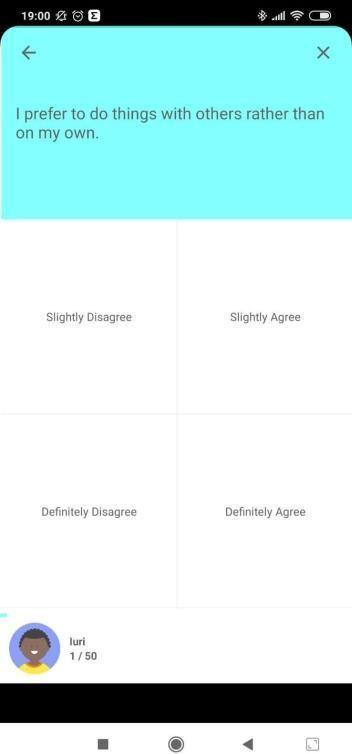 19:00
I prefer to do things with others rather than
on my own.
Slightly Disagree
Slightly Agree
Definitely Disagree
Definitely Agree
Iuri
1 / 50